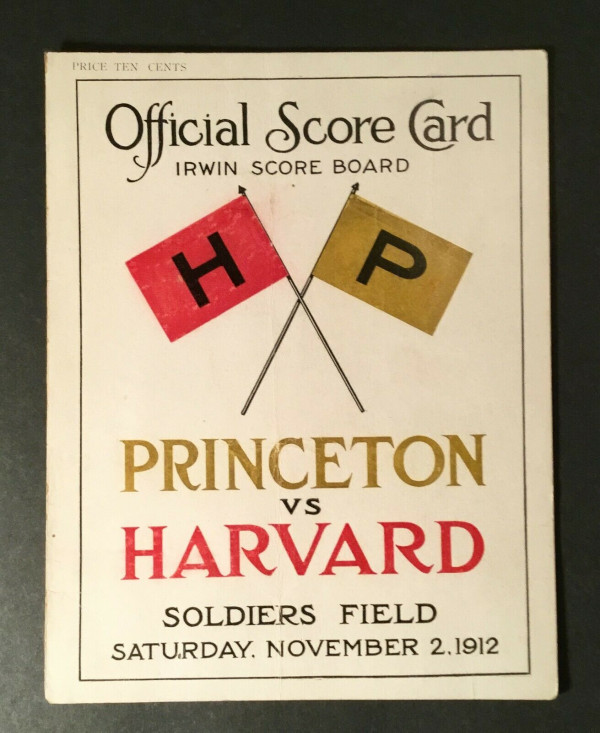 PRICE TEN CENTS
Official Score Card
IRWIN SCORE BOARD
H P
PRINCETON
VS
HARVARD
SOLDIERS FIELD
SATURDAY. NOVEMBER 2. 1912